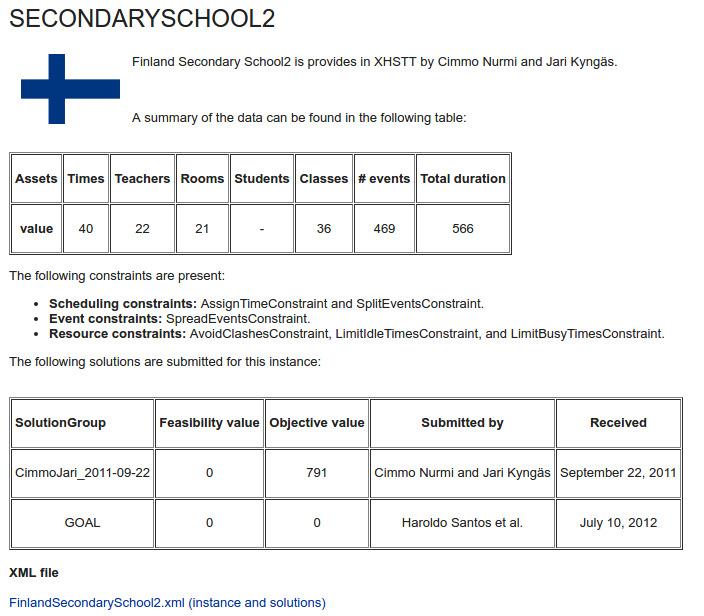 SECONDARYSCHOOL2
Finland Secondary School2 is provides in XHSTT by Cimmo Nurmi and Jari Kyngäs.
A summary of the data can be found in the following table:
Assets Times Teachers Rooms Students Classes # events Total duration
value 40 22 21 - 36 469 566
The following constraints are present:
• Scheduling constraints: AssignTimeConstraint and SplitEventsConstraint.
• Event constraints: SpreadEventsConstraint.
• Resource constraints: AvoidClashesConstraint, LimitIdleTimesConstraint, and LimitBusyTimesConstraint.
The following solutions are submitted for this instance:
SolutionGroup Feasibility value Objective value Submitted by Received
CimmoJari_2011-09-22 0 791 Cimmo Nurmi and Jari Kyngäs September 22, 2011
GOAL 0 0 Haroldo Santos et al. July 10, 2012
XML file
FinlandSecondarySchool2.xml (instance and solutions)